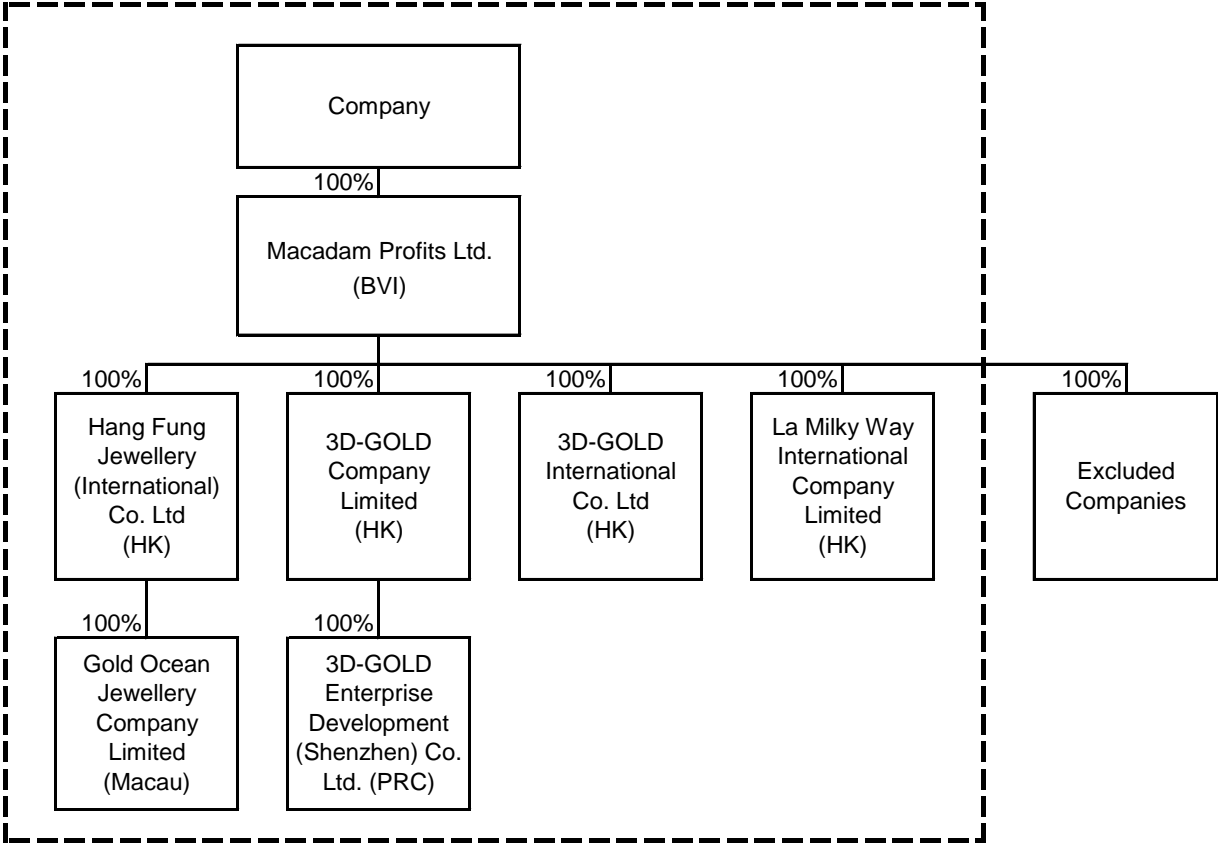 Company
100%
Macadam Profits Ltd.
(BVI)
100%
100%
100%
100%
100%
Hang Fung
Jewellery
(International)
Co. Ltd
(HK)
3D-GOLD
Company
Limited
(HK)
3D-GOLD
International
Co. Ltd
(HK)
La Milky Way
International
Company
Limited
(HK)
Excluded
Companies
100%
100%
Gold Ocean
Jewellery
Company
Limited
(Macau)
3D-GOLD
Enterprise
Development
(Shenzhen) Co.
Ltd. (PRC)